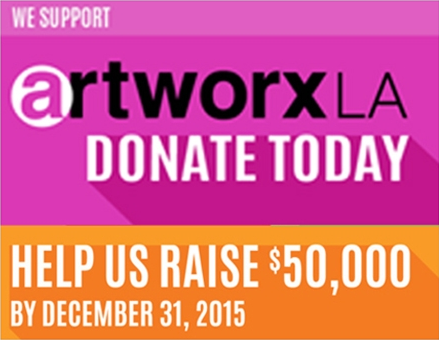 WE SUPPORT
artworxLA
DONATE TODAY
HELP US RAISE $50,000
BY DECEMBER 31, 2015